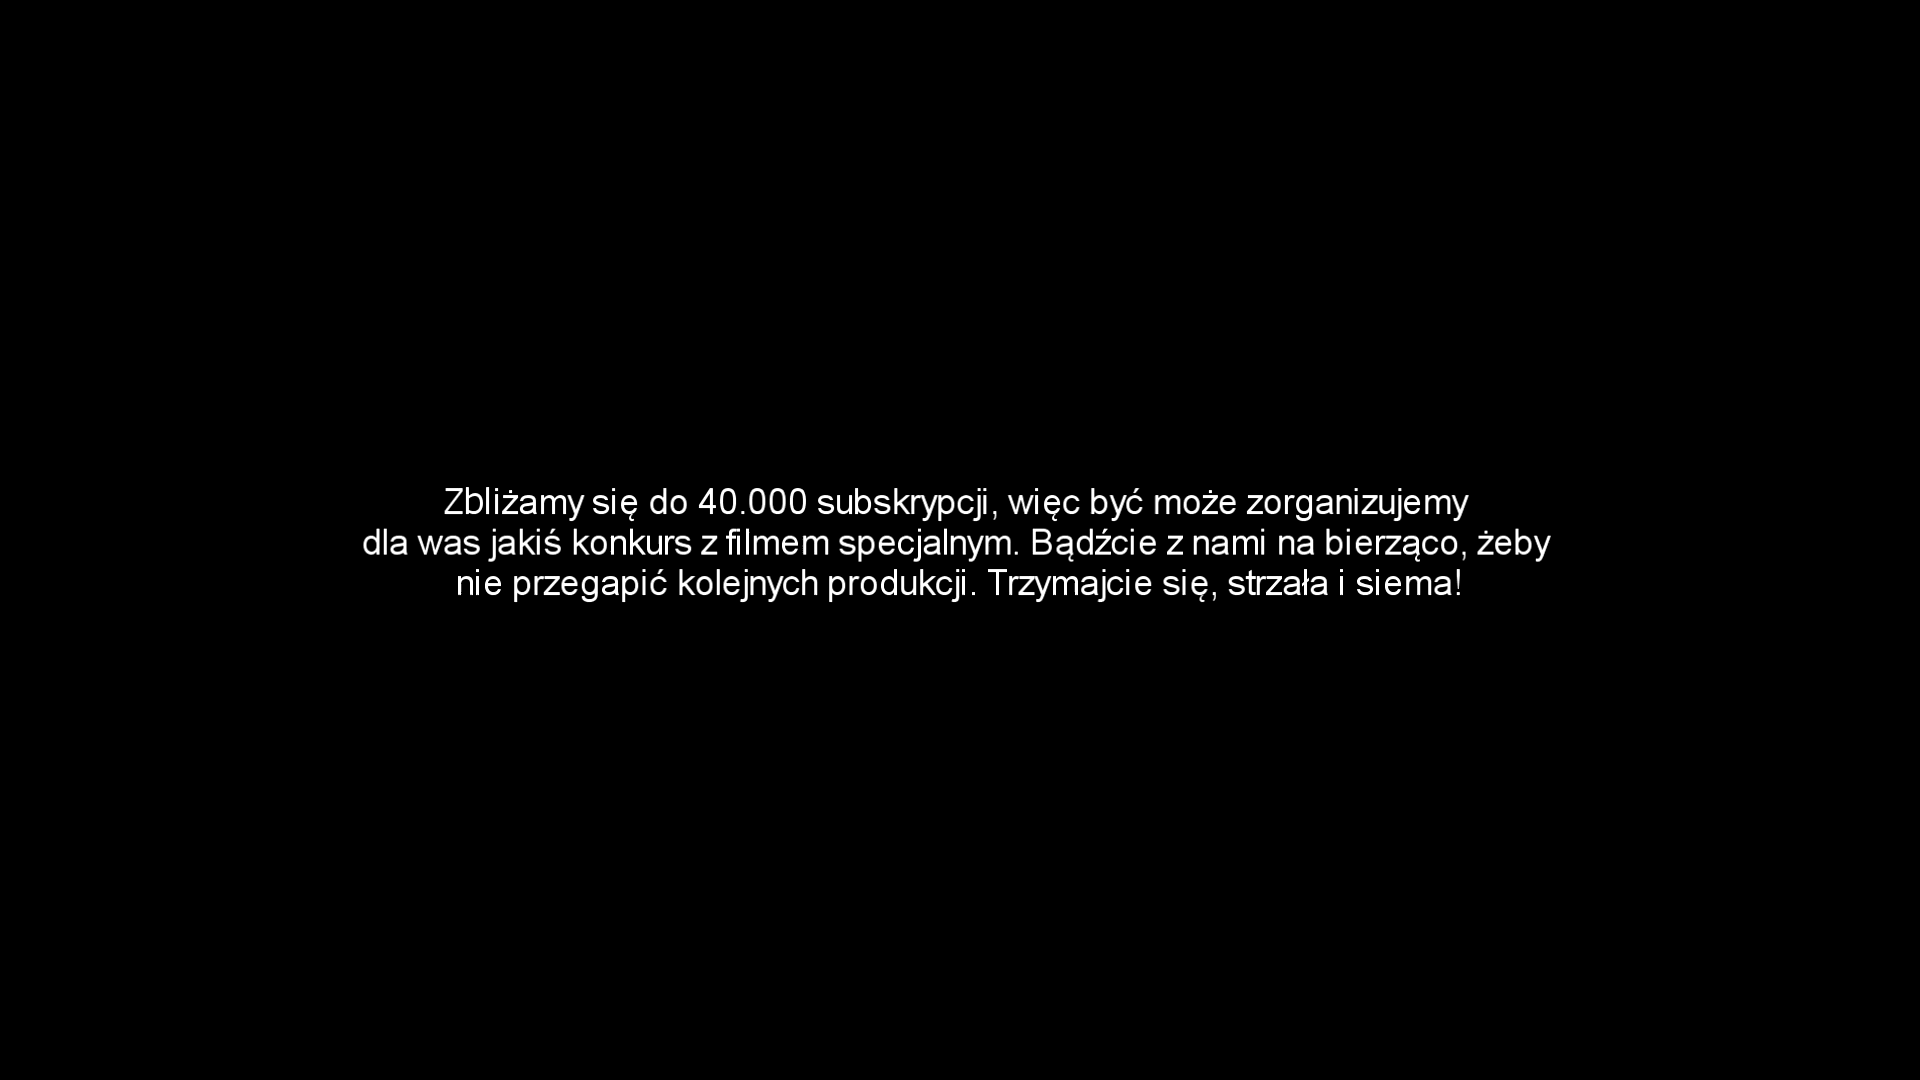 Zbliżamy się do 40.000 subskrypcji, więc być może zorganizujemy
dla was jakiś konkurs z filmem specjalnym. Bądźcie z nami na bierząco, żeby
nie przegapić kolejnych produkcji. Trzymajcie się, strzała i siema!